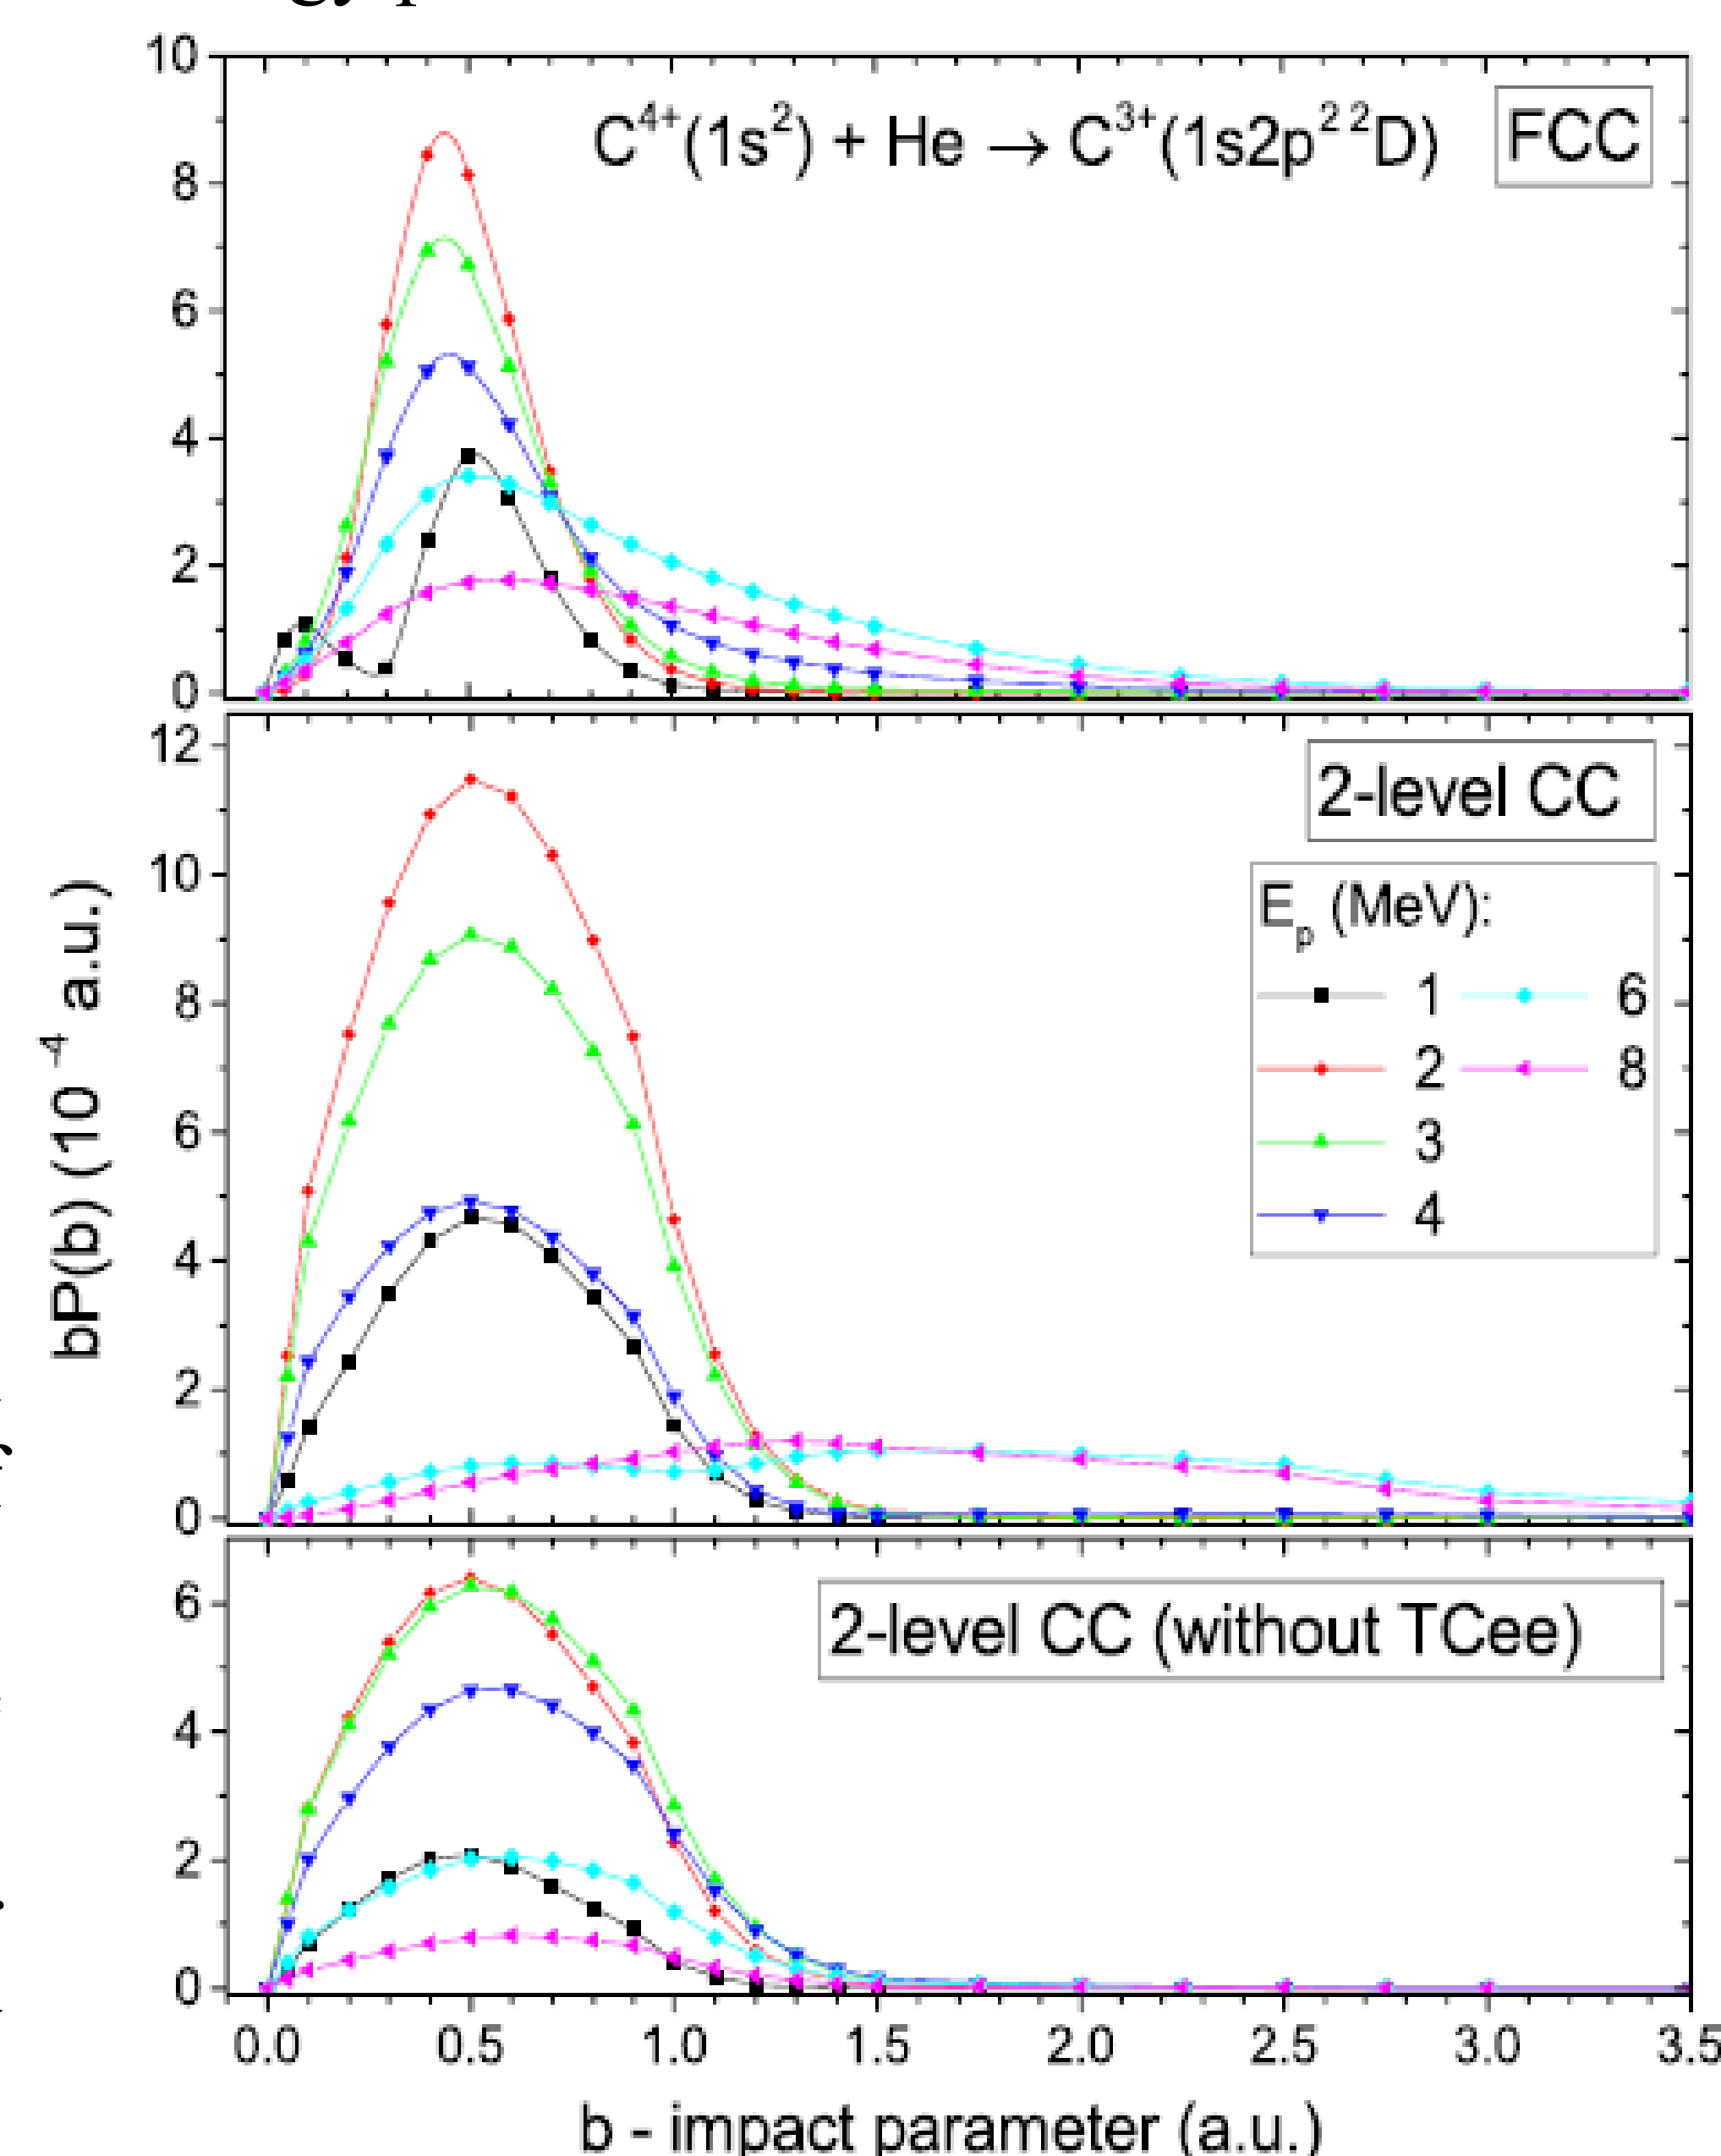 10
8
6
4
2
0
C⁴⁺(1s²) + He → C³⁺(1s2p² ²D)
FCC
12
10
8
6
4
2
0
2-level CC
E_p (MeV):
1 6
2 8
3
4
bP(b) (10⁻⁴ a.u.)
6
4
2
0
2-level CC (without TCee)
0.0 0.5 1.0 1.5 2.0 2.5 3.0 3.5
b - impact parameter (a.u.)